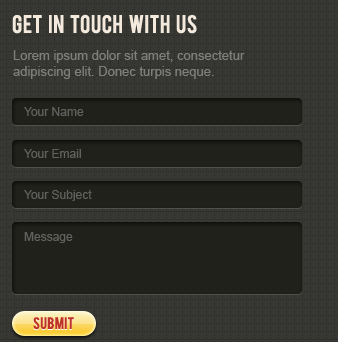 GET IN TOUCH WITH US
Lorem ipsum dolor sit amet, consectetur
adipiscing elit. Donec turpis neque.
Your Name
Your Email
Your Subject
Message
SUBMIT